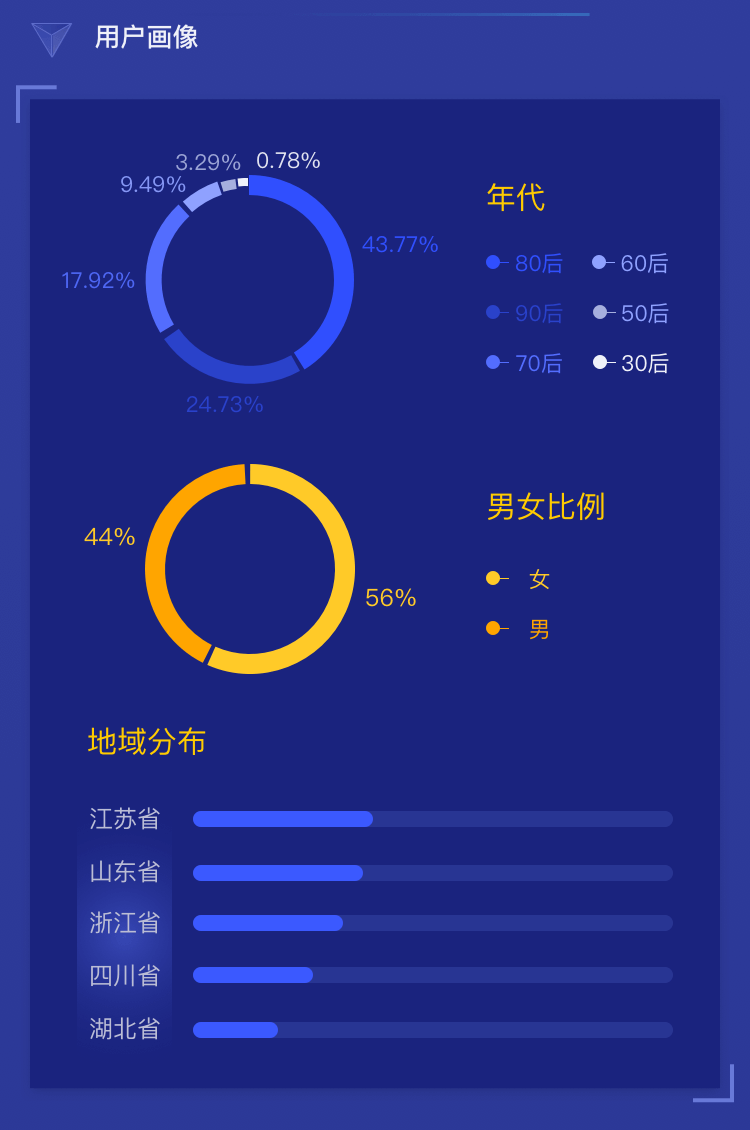 用户画像
3.29% 0.78%
9.49%
43.77%
17.92%
24.73%
年代
80后 60后
90后 50后
70后 30后
44%
56%
男女比例
女
男
地域分布
江苏省
山东省
浙江省
四川省
湖北省